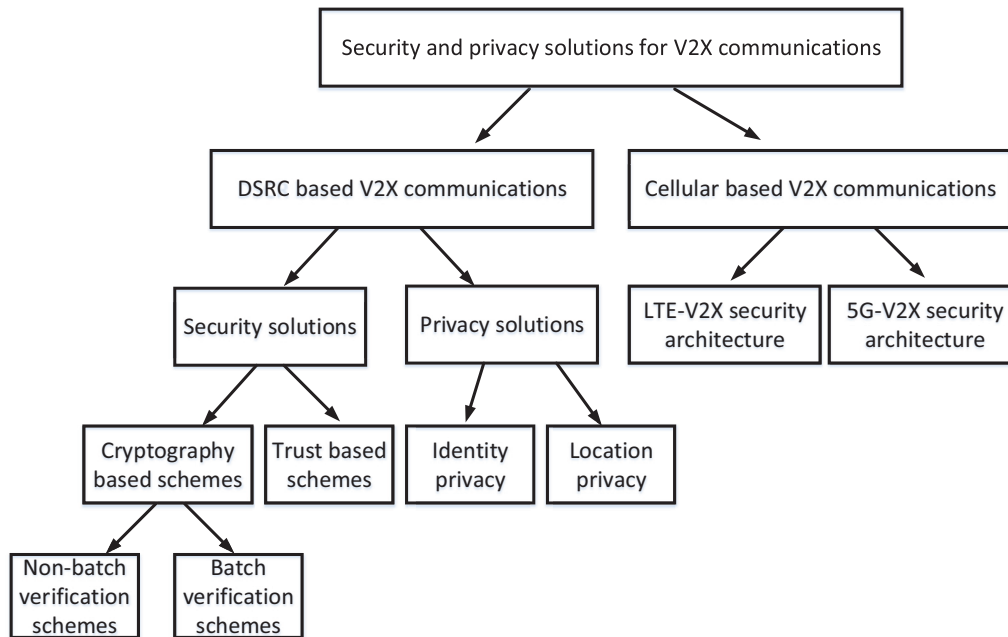 Security and privacy solutions for V2X communications
DSRC based V2X communications
Cellular based V2X communications
Security solutions
Privacy solutions
LTE-V2X security
architecture
5G-V2X security
architecture
Cryptography
based schemes
Trust based
schemes
Identity
privacy
Location
privacy
Non-batch
verification
schemes
Batch
verification
schemes